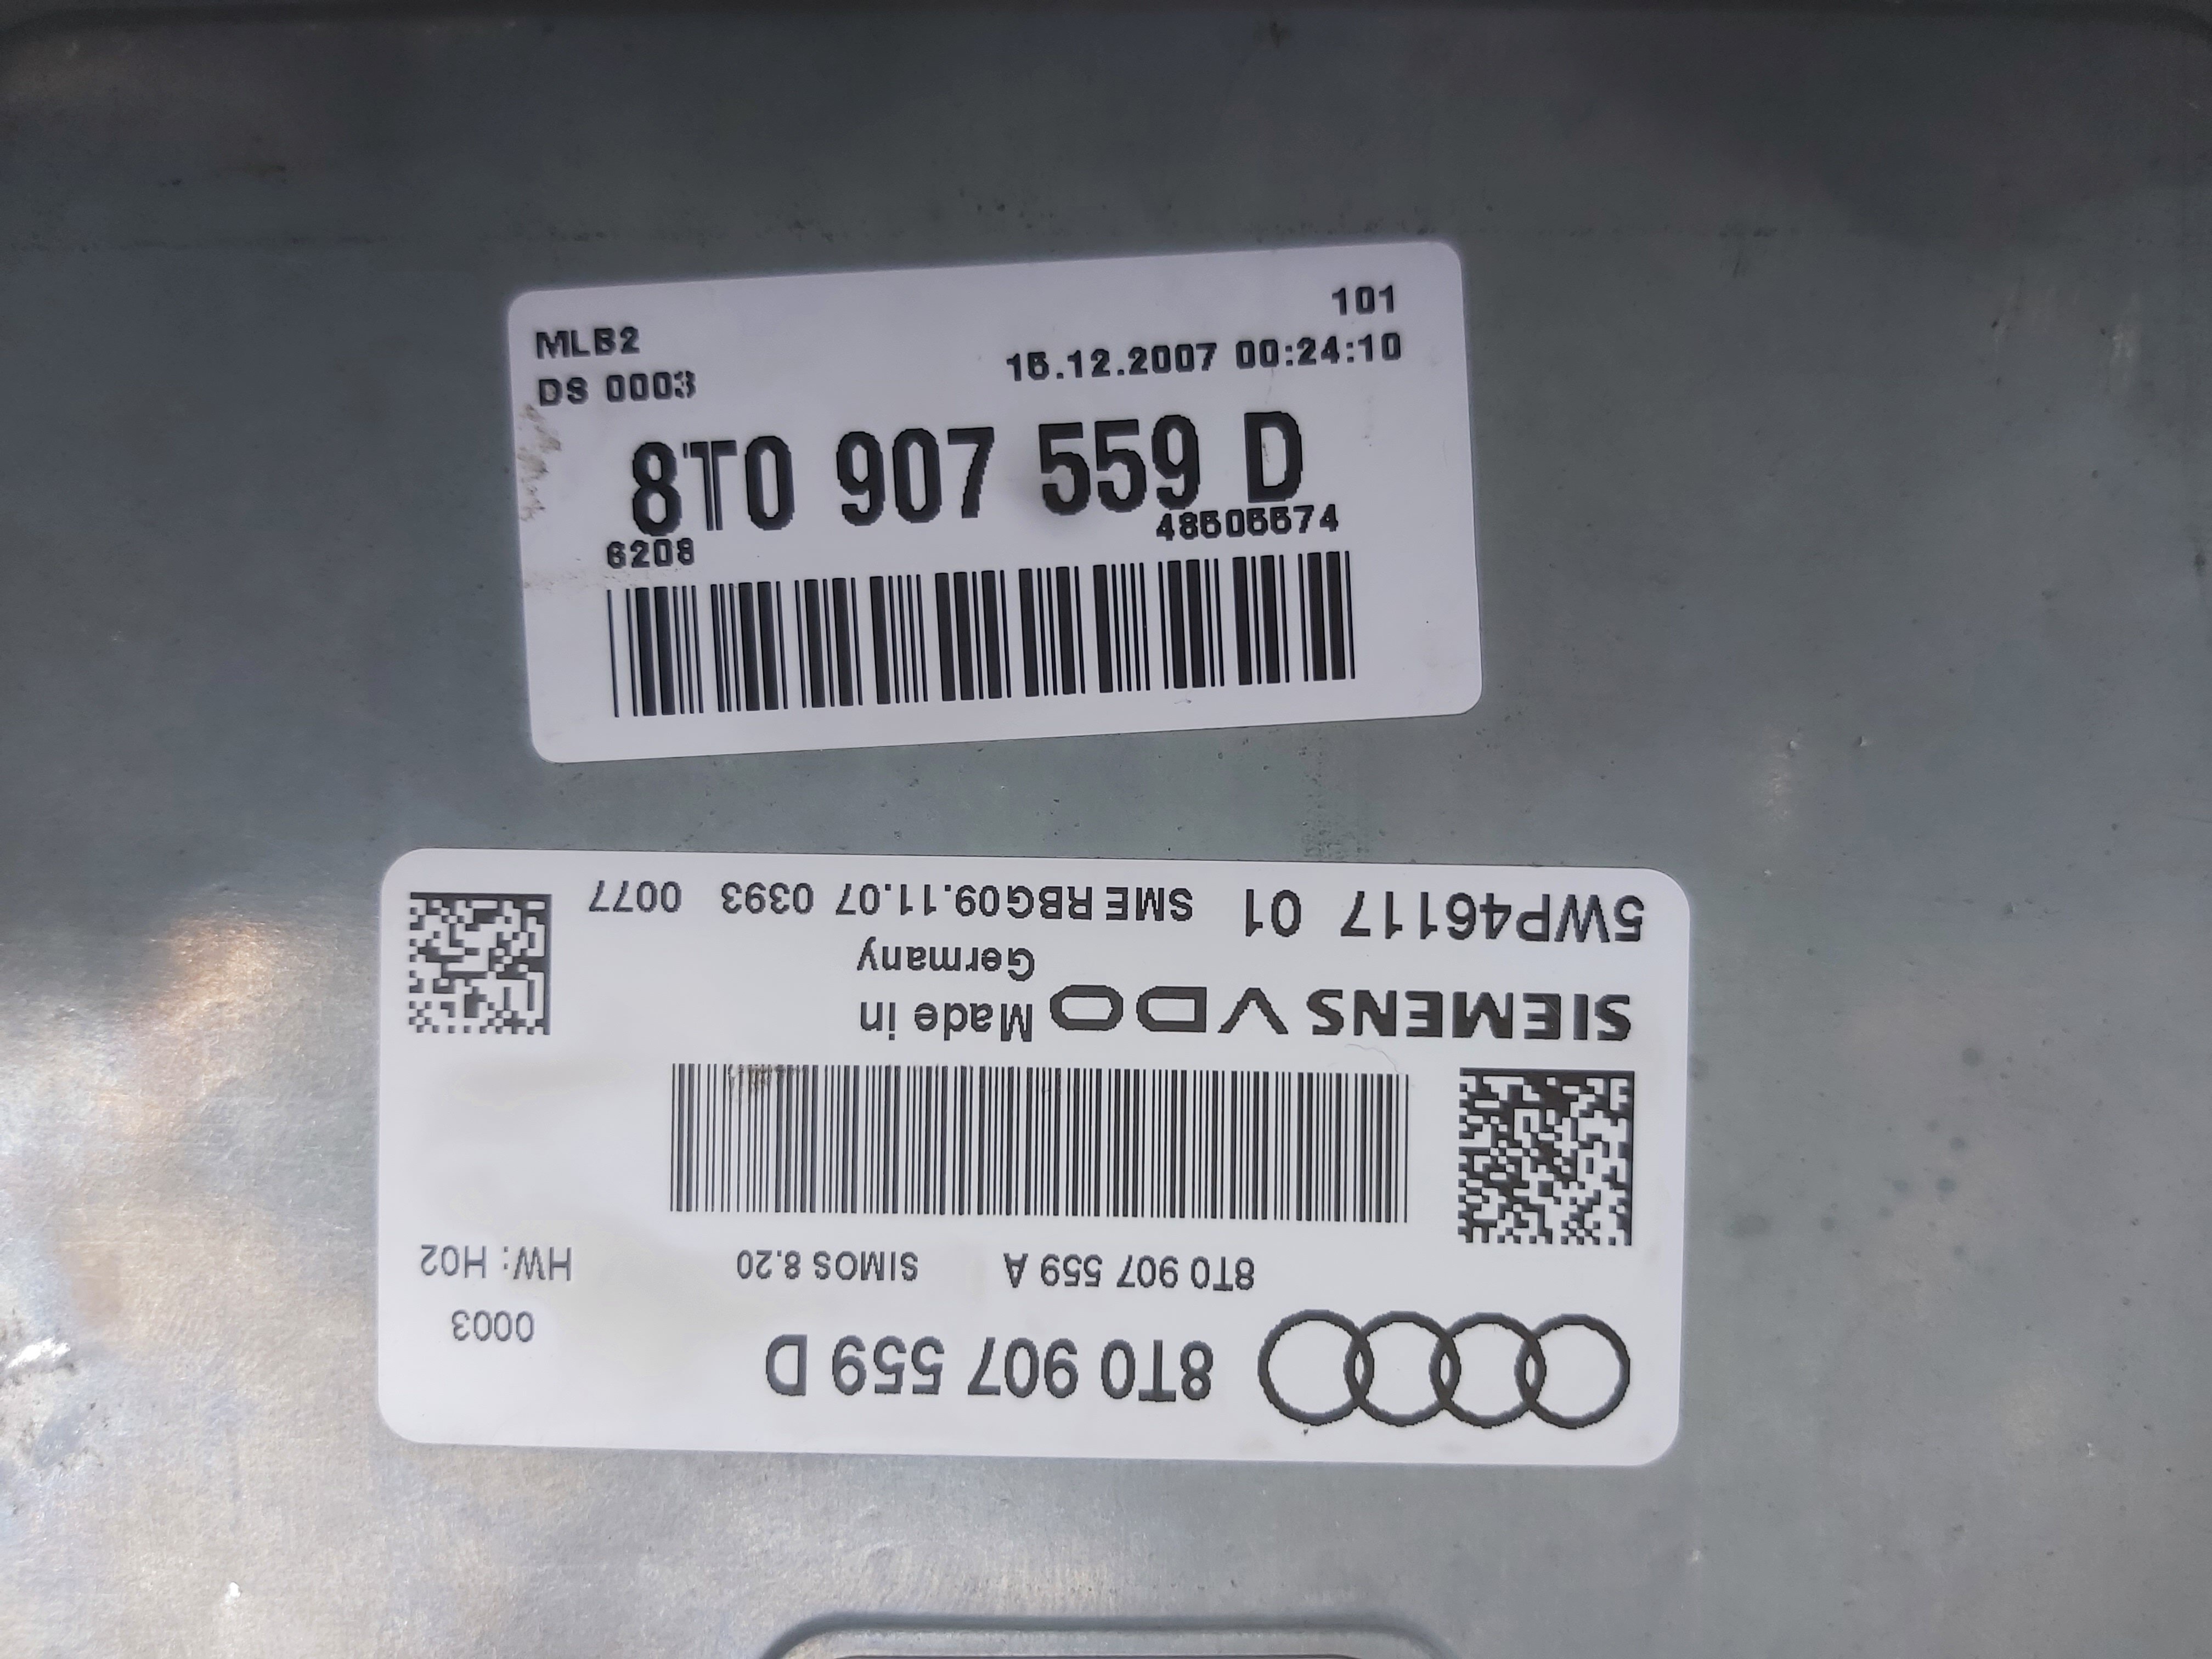 101
MLB2
15.12.2007 00:24:10
DS 0003
8T0 907 559 D
6208 48505574
8T0 907 559 D 0003
8T0 907 559 A SIMOS 8.20 HW: H02
SIEMENS VDO Made in
Germany
5WP46117 01 SME RBG09.11.07 0393 0077